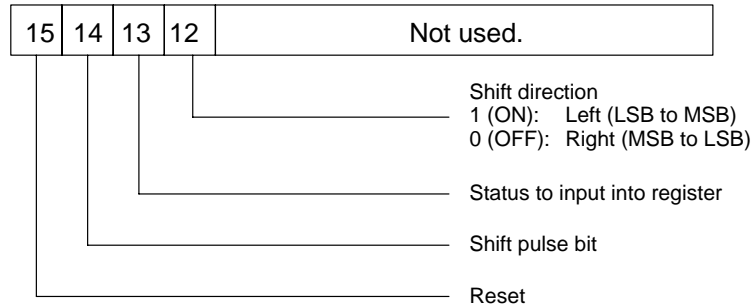 15 14 13 12 Not used.
Shift direction
1 (ON): Left (LSB to MSB)
0 (OFF): Right (MSB to LSB)
Status to input into register
Shift pulse bit
Reset